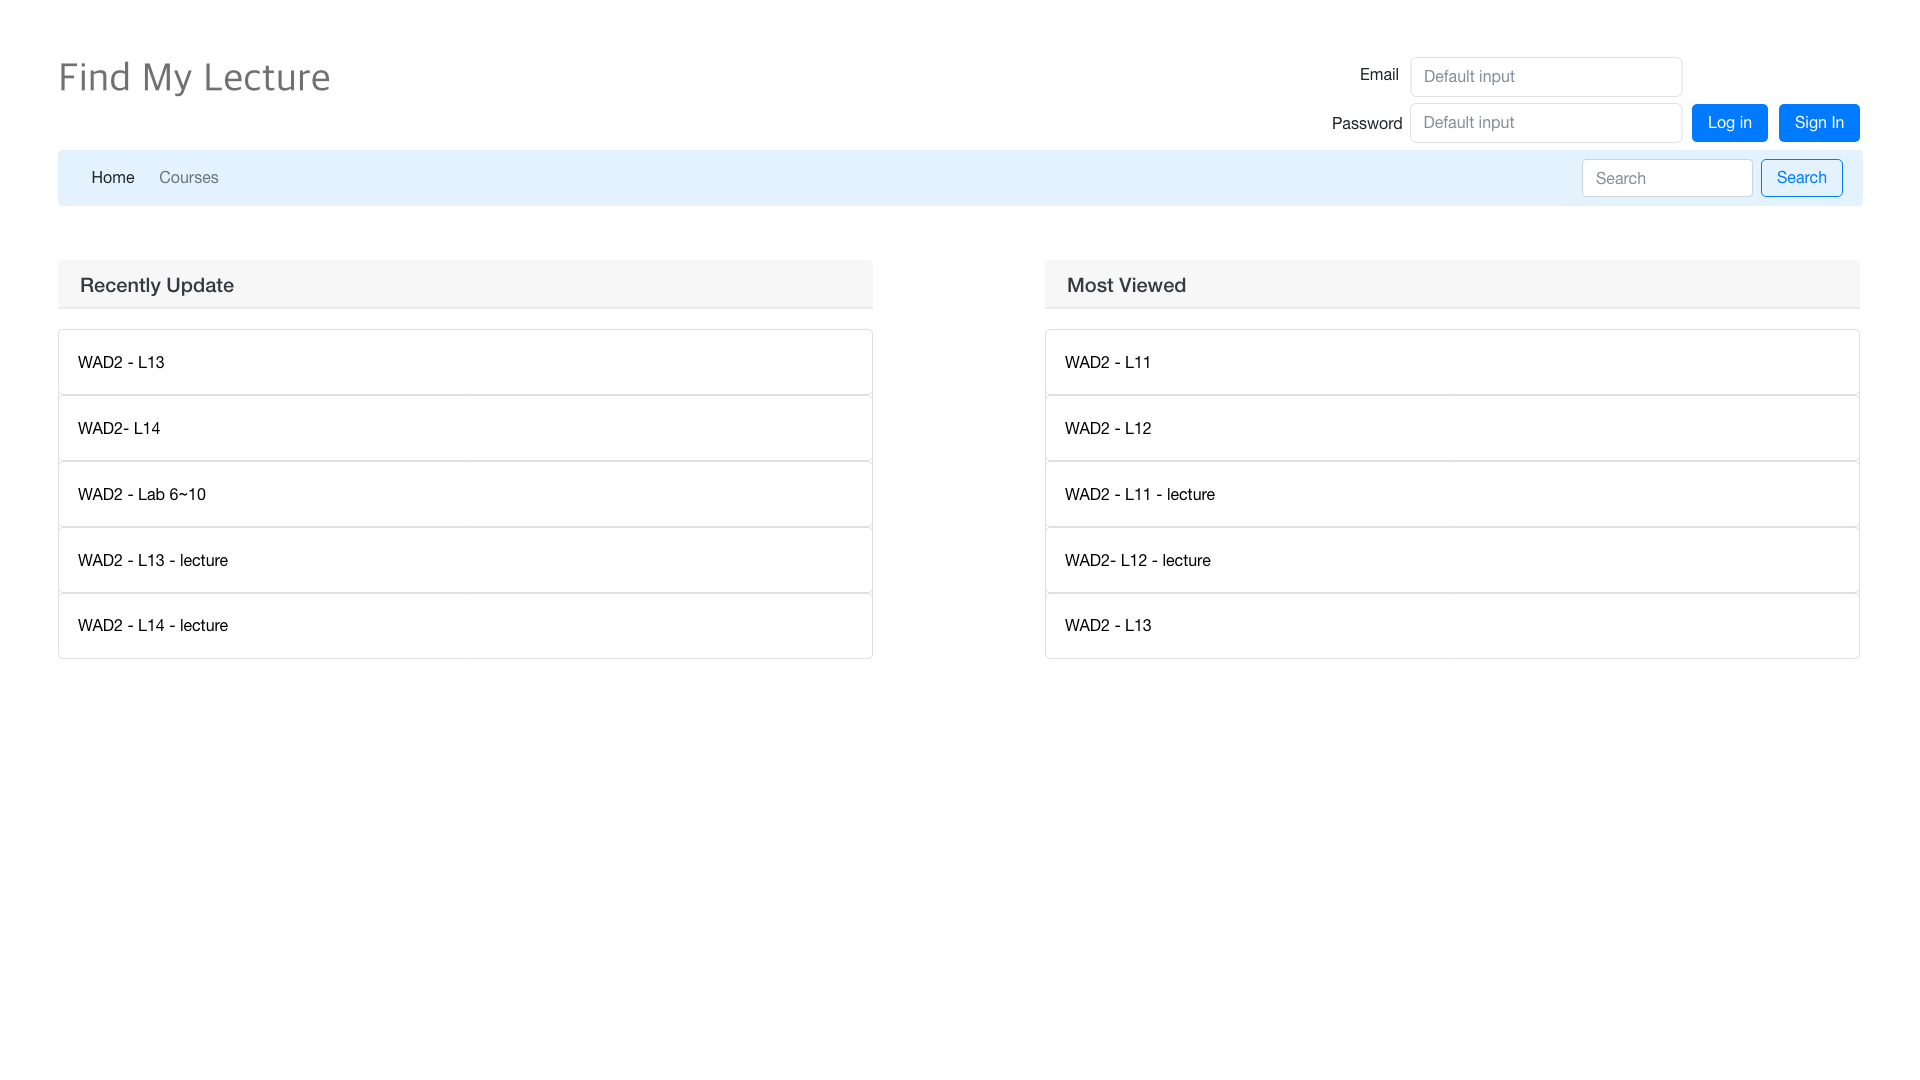 Find My Lecture
Email Default input
Password Default input Log in Sign In
Home Courses Search Search
Recently Update
WAD2 - L13
WAD2- L14
WAD2 - Lab 6~10
WAD2 - L13 - lecture
WAD2 - L14 - lecture
Most Viewed
WAD2 - L11
WAD2 - L12
WAD2 - L11 - lecture
WAD2- L12 - lecture
WAD2 - L13